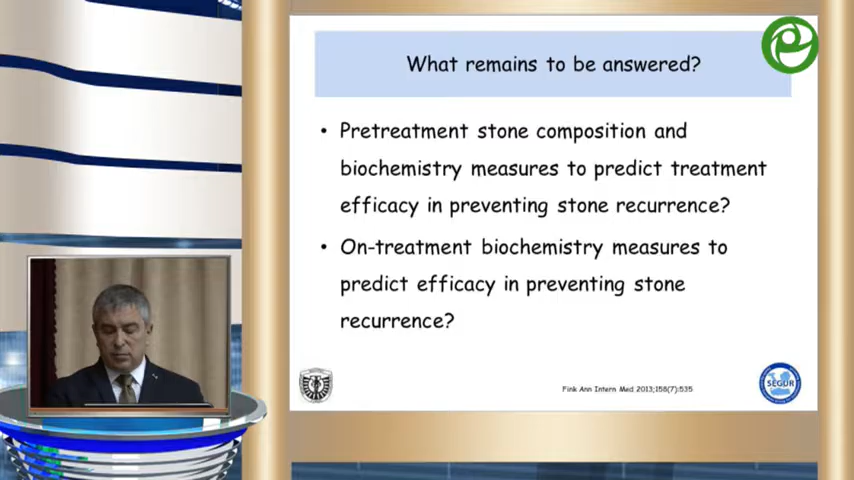 What remains to be answered?
• Pretreatment stone composition and
biochemistry measures to predict treatment
efficacy in preventing stone recurrence?
• On-treatment biochemistry measures to
predict efficacy in preventing stone
recurrence?
Fink Ann Intern Med 2013;158(7):535
SEGUR